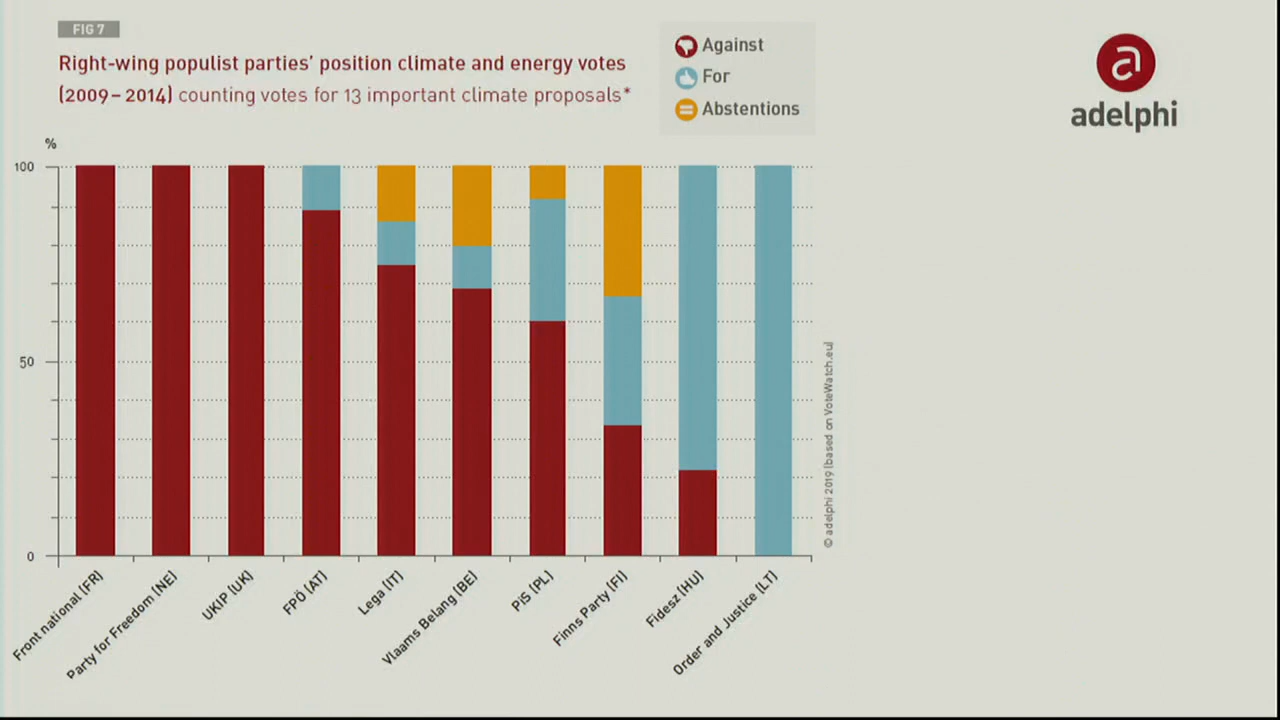 FIG 7
Right-wing populist parties’ position climate and energy votes
(2009–2014) counting votes for 13 important climate proposals*
Against
For
Abstentions
a
adelphi
%
100
50
0
Front national (FR)
Party for Freedom (NE)
UKIP (UK)
FPÖ (AT)
Lega (IT)
Vlaams Belang (BE)
PiS (PL)
Finns Party (FI)
Fidesz (HU)
Order and Justice (LT)
© adelphi 2019 (based on VoteWatch.eu)